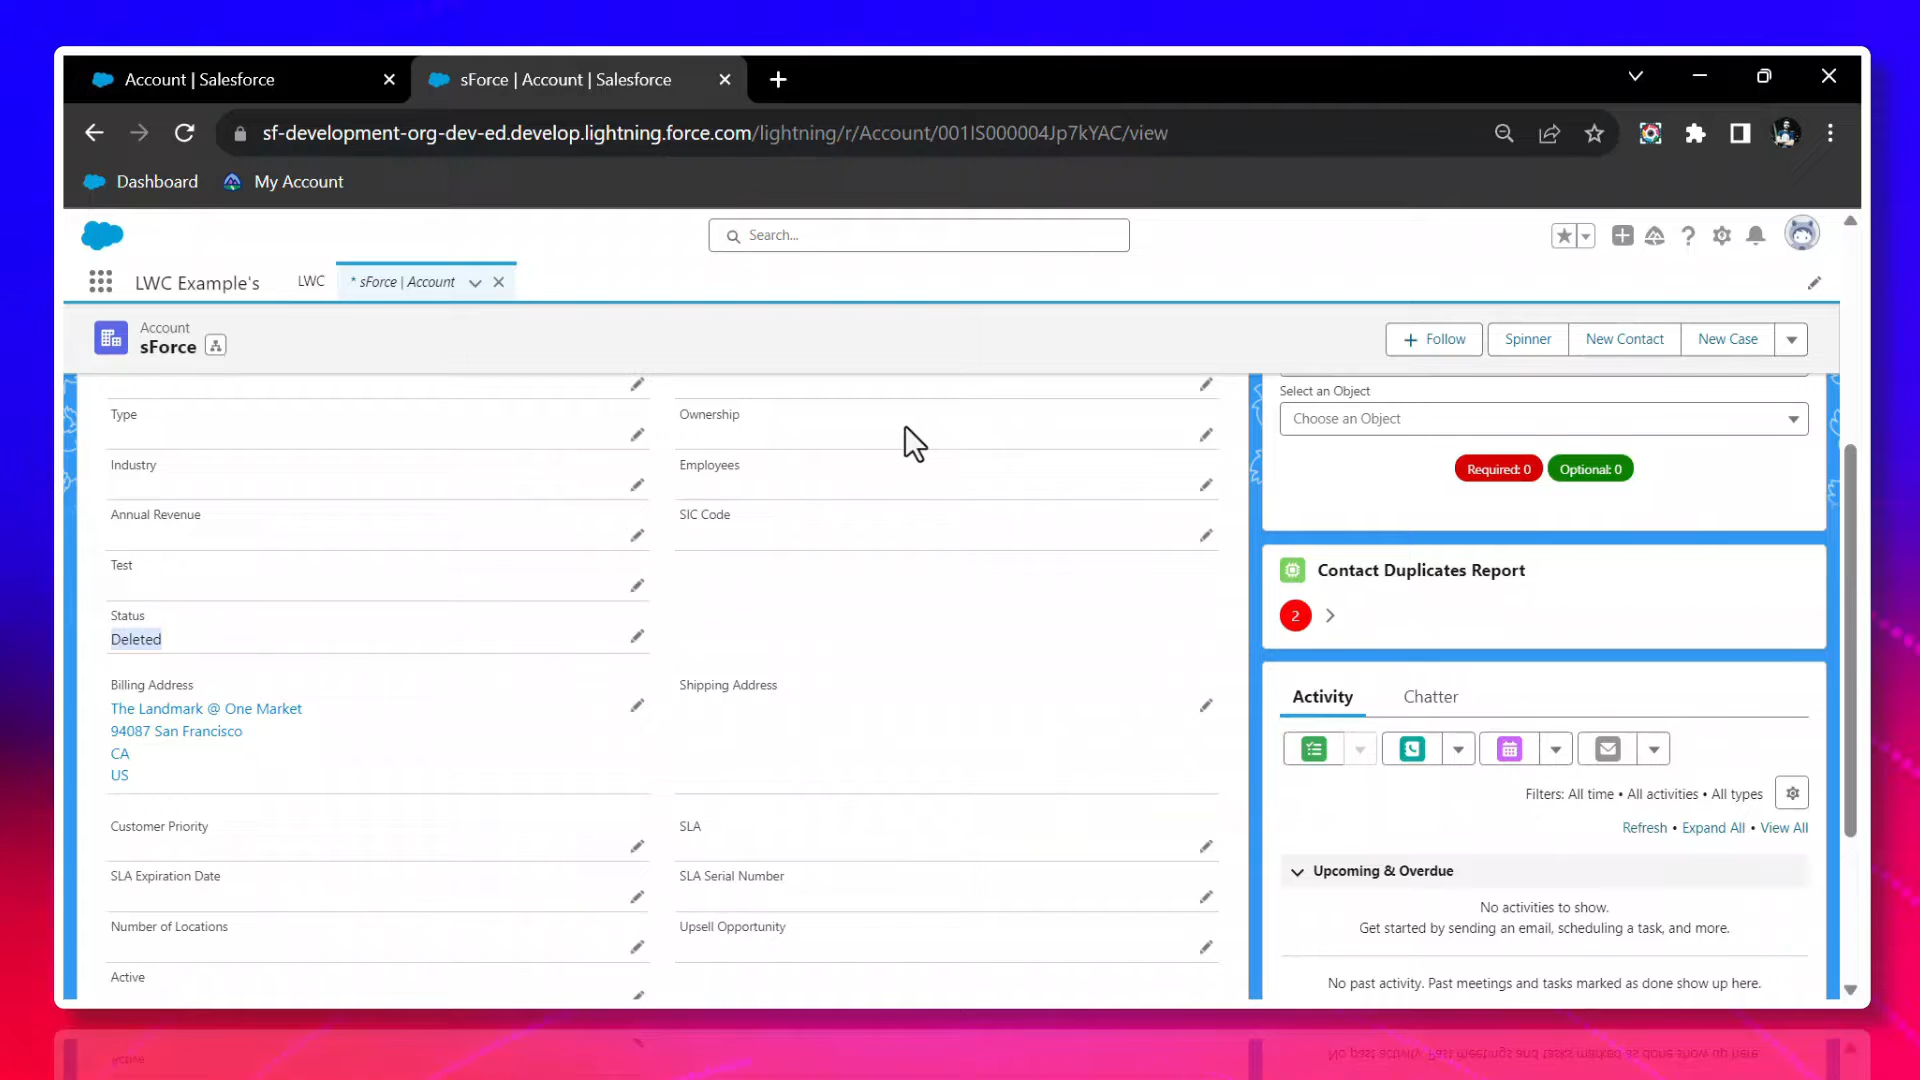 Account | Salesforce
sForce | Account | Salesforce
sf-development-org-dev-ed.develop.lightning.force.com/lightning/r/Account/001IS000004Jp7kYAC/view
Dashboard
My Account
Search...
LWC Example's
LWC
* sForce | Account
Account
sForce
Follow
Spinner
New Contact
New Case
Type
Ownership
Industry
Employees
Annual Revenue
SIC Code
Test
Status
Deleted
Billing Address
The Landmark @ One Market
94087 San Francisco
CA
US
Shipping Address
Customer Priority
SLA
SLA Expiration Date
SLA Serial Number
Number of Locations
Upsell Opportunity
Active
Select an Object
Choose an Object
Required: 0
Optional: 0
Contact Duplicates Report
2
Activity
Chatter
Filters: All time • All activities • All types
Refresh • Expand All • View All
Upcoming & Overdue
No activities to show.
Get started by sending an email, scheduling a task, and more.
No past activity. Past meetings and tasks marked as done show up here.